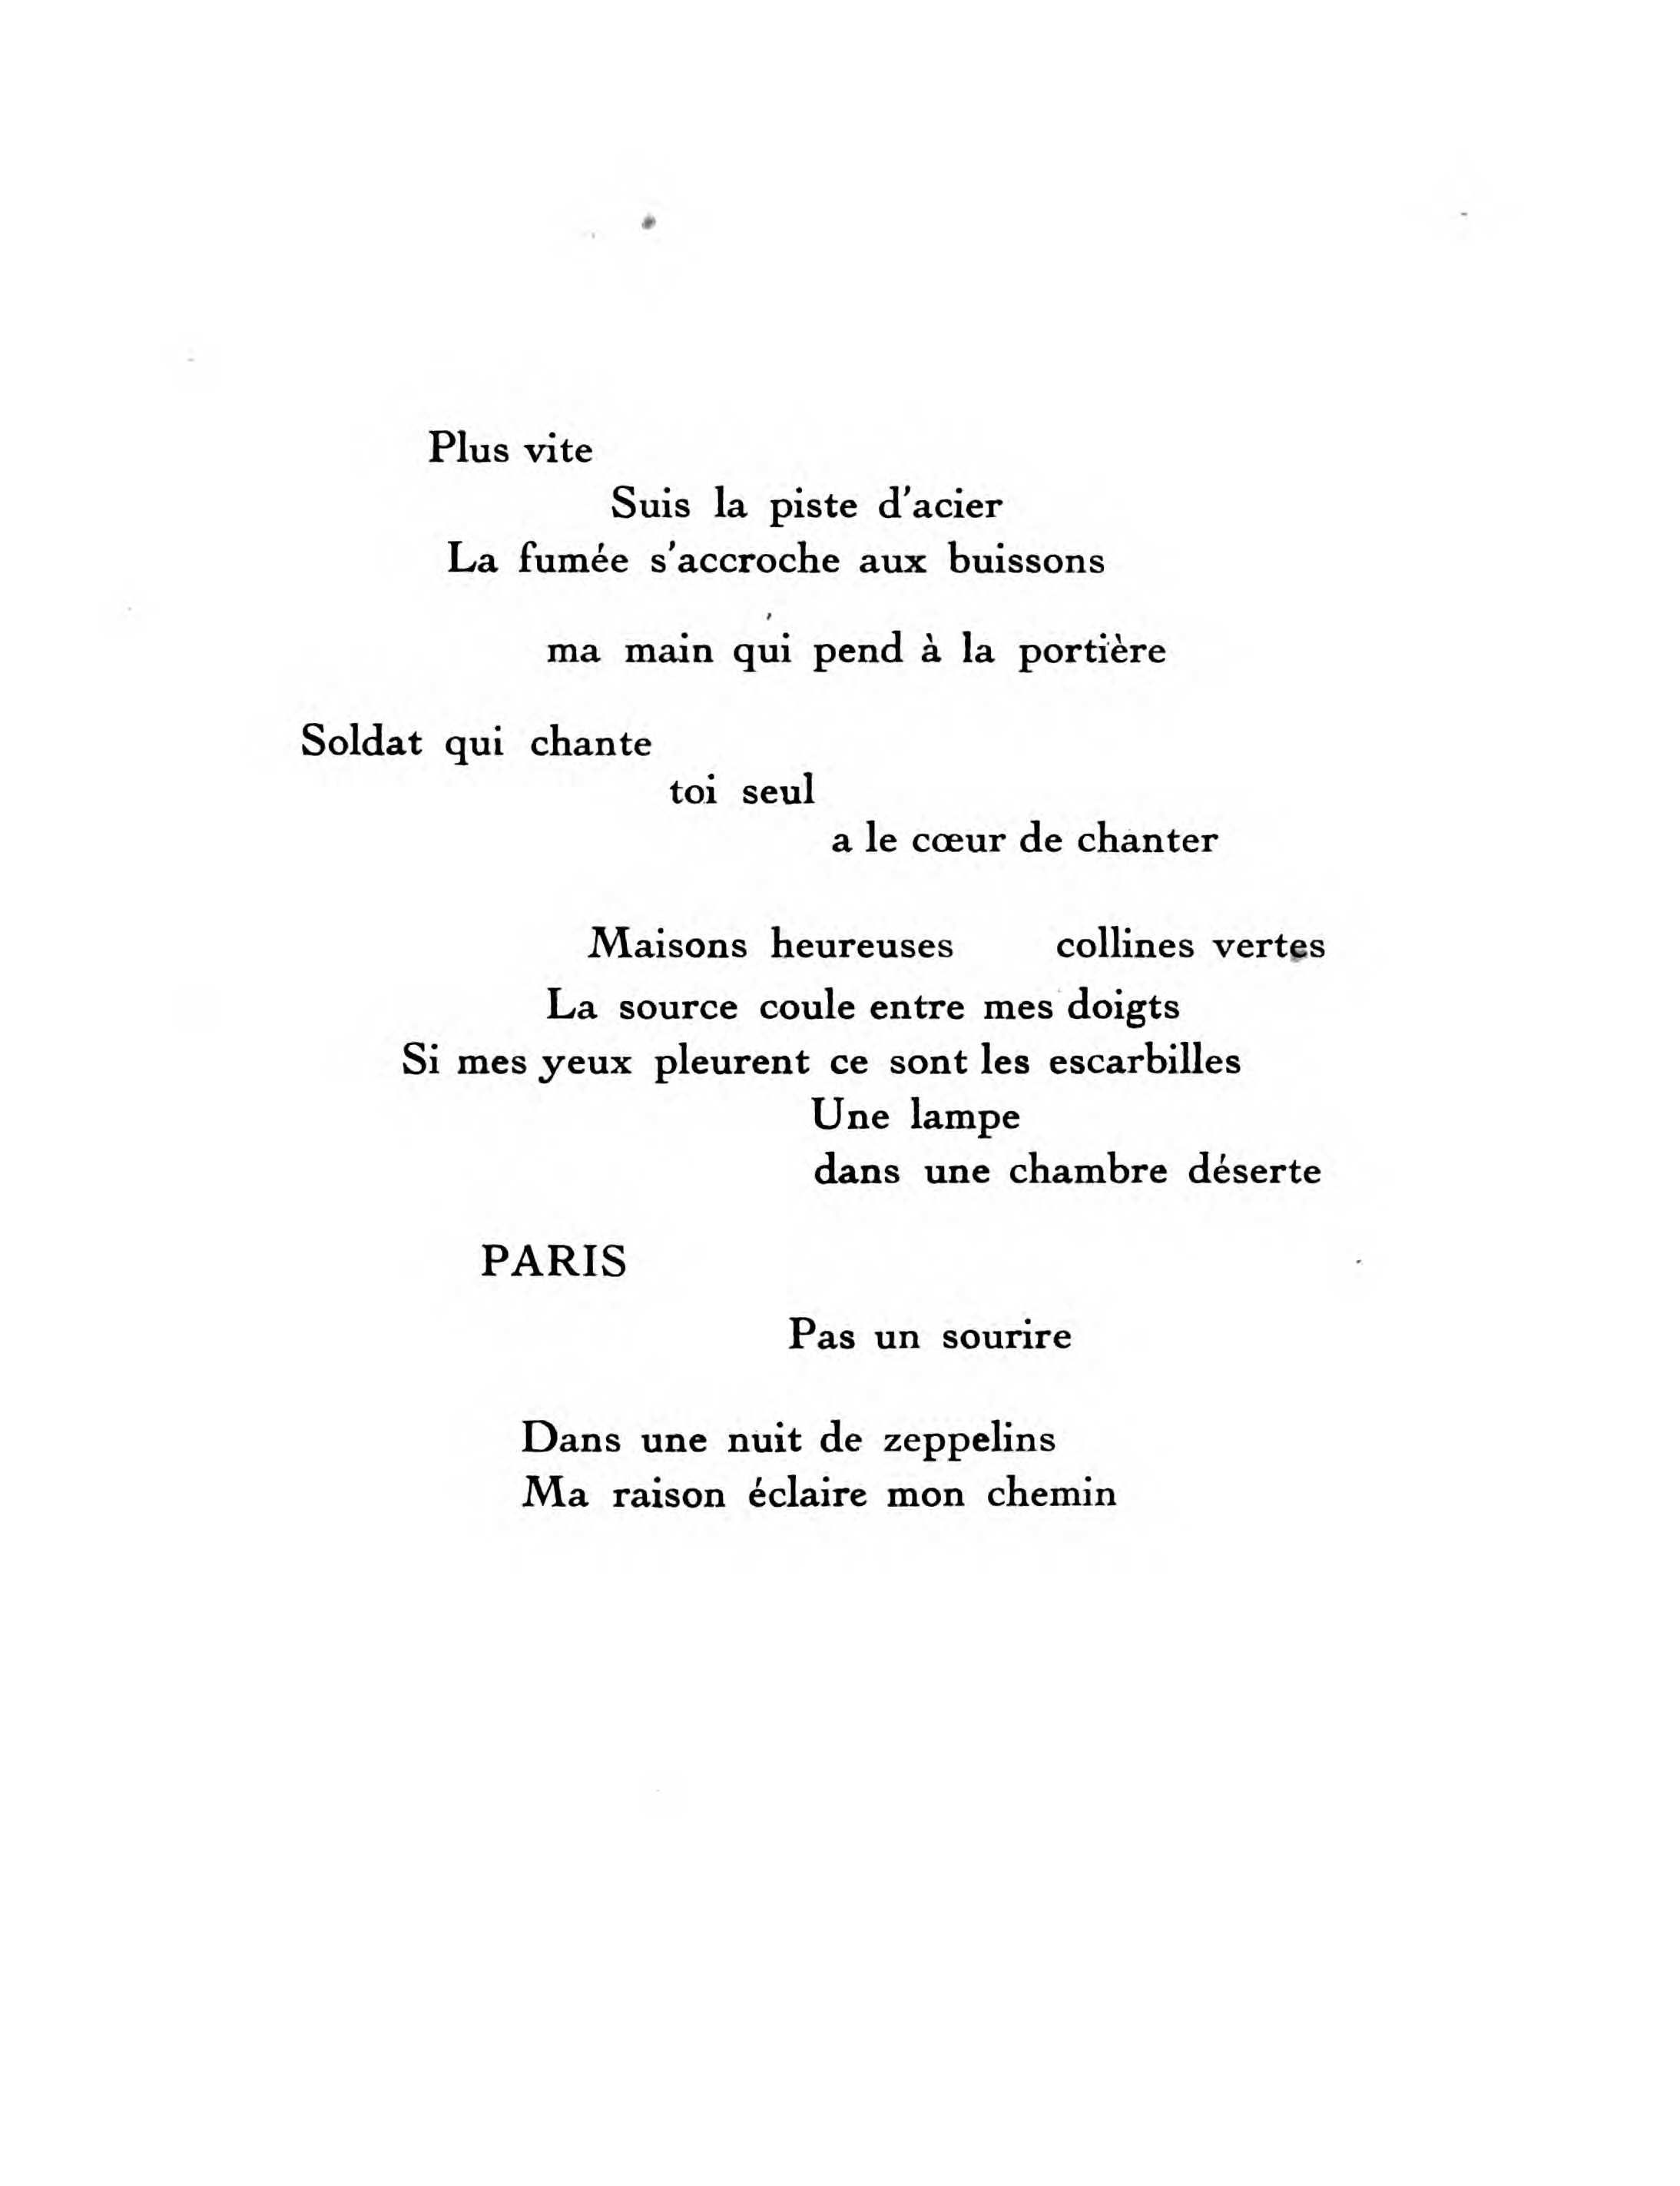 Plus vite
Suis la piste d'acier
La fumée s'accroche aux buissons
ma main qui pend à la portière
Soldat qui chante
toi seul
a le cœur de chanter
Maisons heureuses collines vertes
La source coule entre mes doigts
Si mes yeux pleurent ce sont les escarbilles
Une lampe
dans une chambre déserte
PARIS
Pas un sourire
Dans une nuit de zeppelins
Ma raison éclaire mon chemin